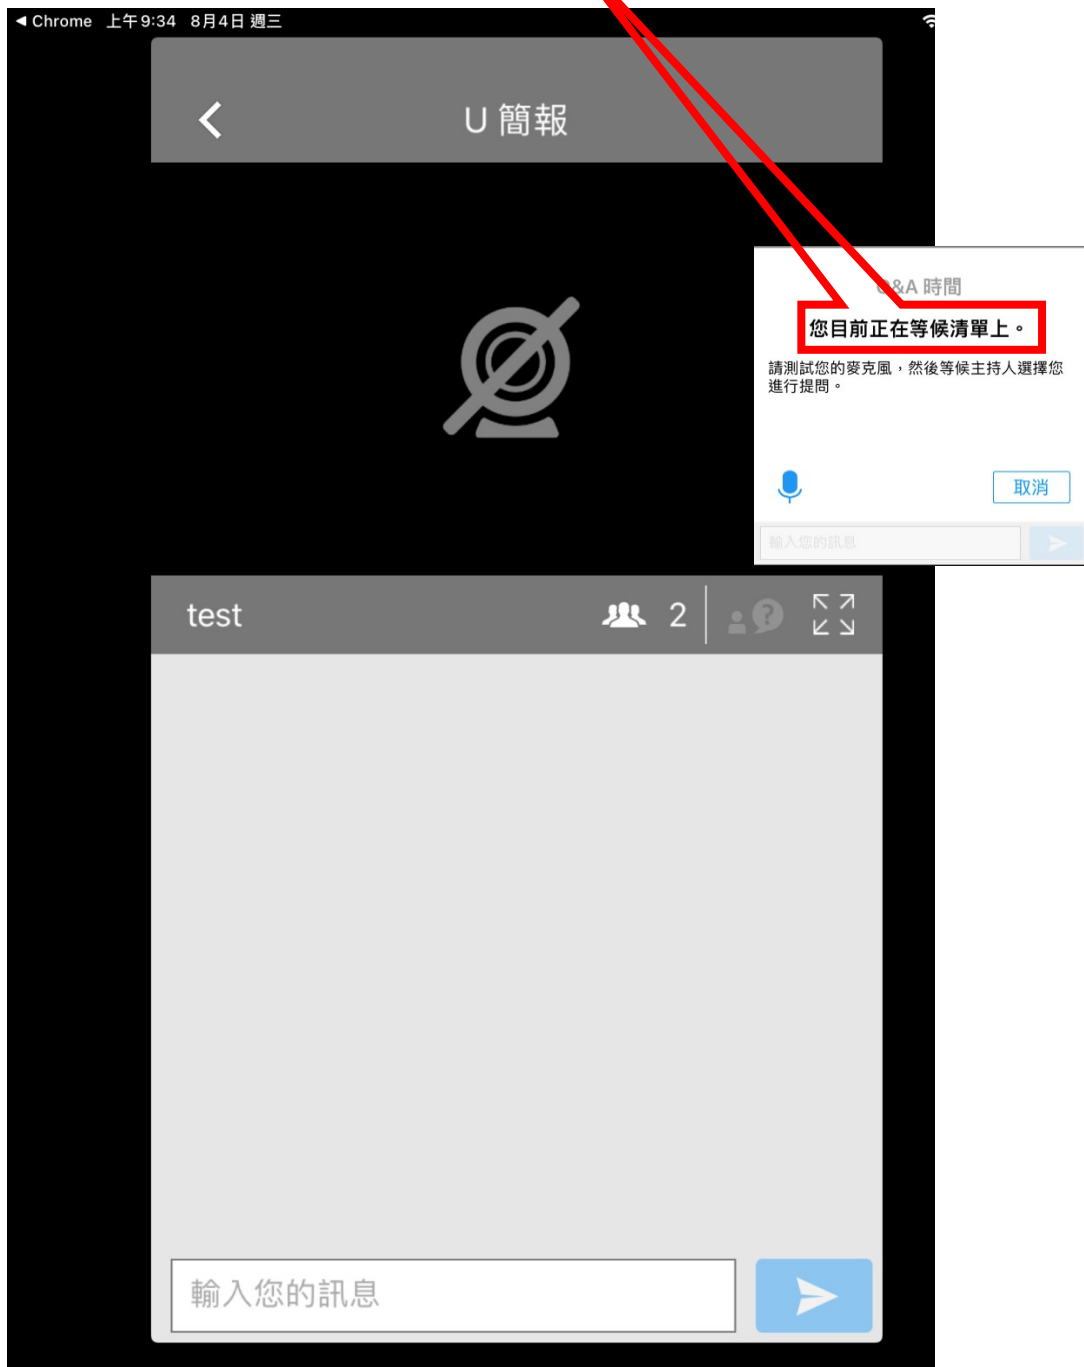 ◀ Chrome 上午9:34 8月4日 週三
U 簡報
Q&A 時間
您目前正在等候清單上。
請測試您的麥克風，然後等候主持人選擇您
進行提問。
取消
輸入您的訊息
test 2
輸入您的訊息